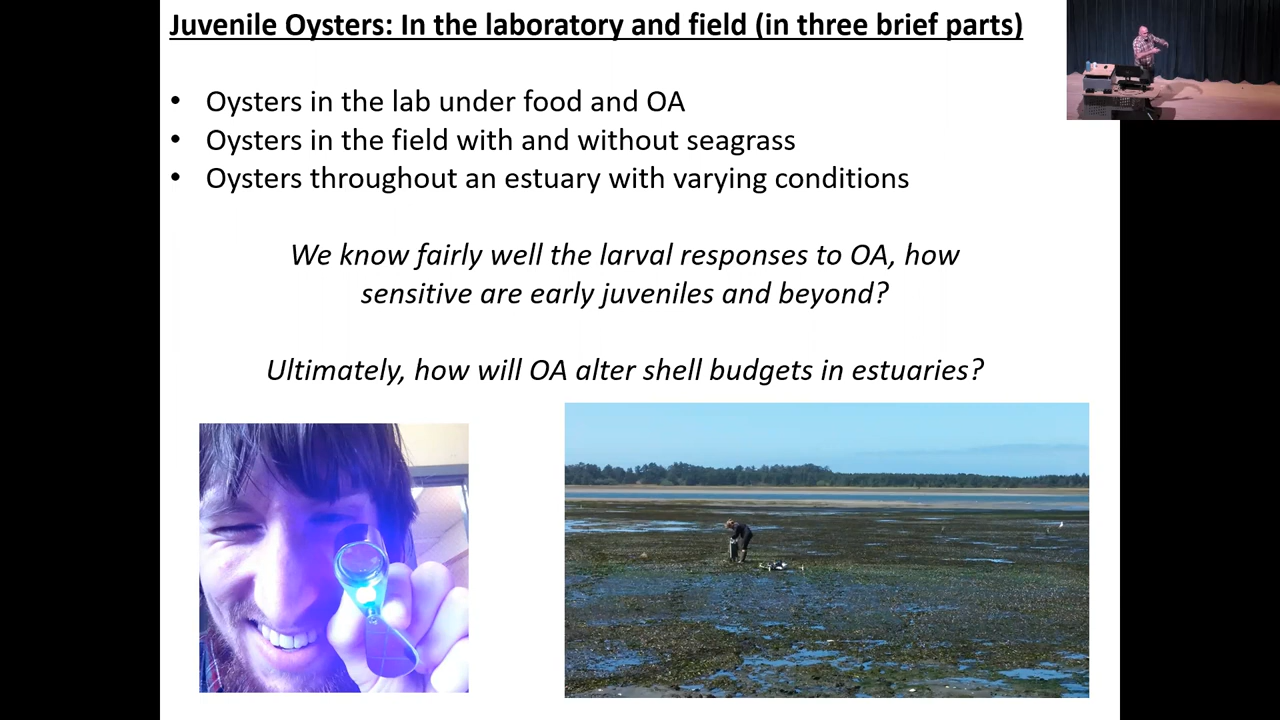 Juvenile Oysters: In the laboratory and field (in three brief parts)
• Oysters in the lab under food and OA
• Oysters in the field with and without seagrass
• Oysters throughout an estuary with varying conditions
We know fairly well the larval responses to OA, how
sensitive are early juveniles and beyond?
Ultimately, how will OA alter shell budgets in estuaries?